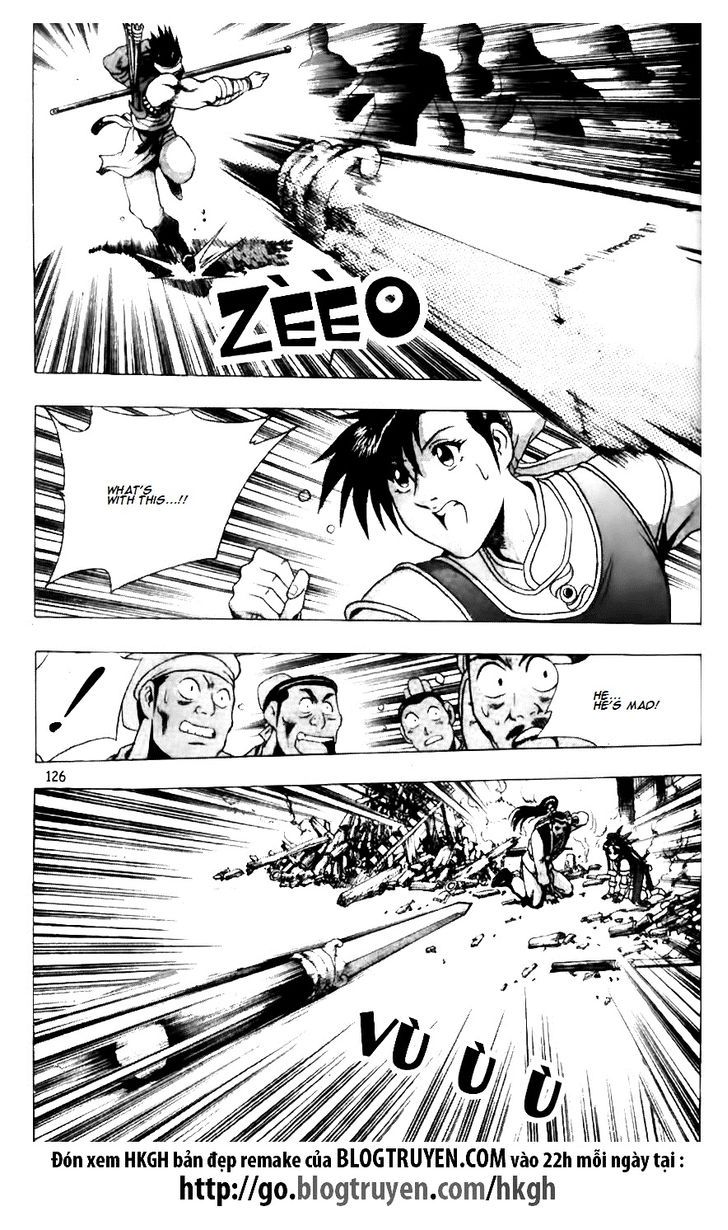 ZÈÈO
WHAT'S
WITH THIS...!!
!
HE...
HE'S MAD!
126
VÙ Ù Ù
Đón xem HKGH bản đẹp remake của BLOGTRUYEN.COM vào 22h mỗi ngày tại :
http://go.blogtruyen.com/hkgh